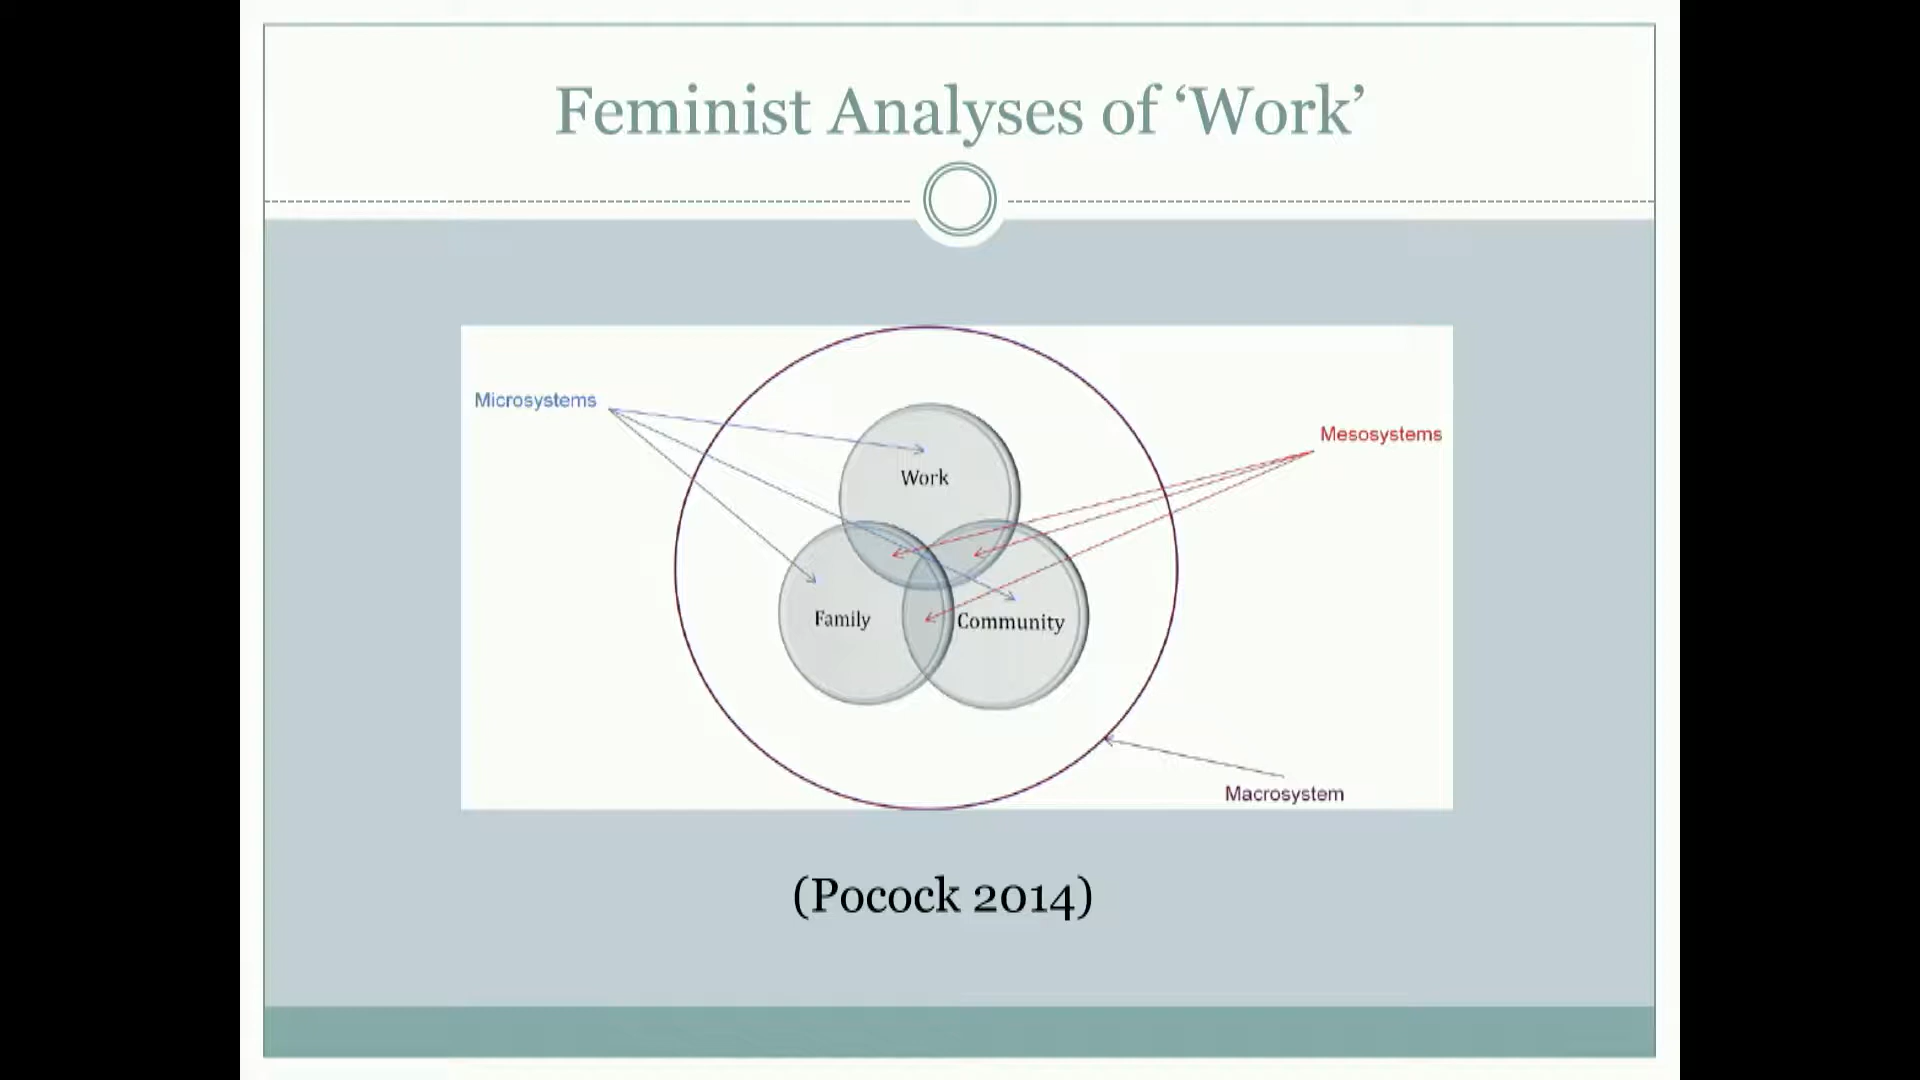 Feminist Analyses of ‘Work’
Microsystems
Mesosystems
Work
Family
Community
Macrosystem
(Pocock 2014)